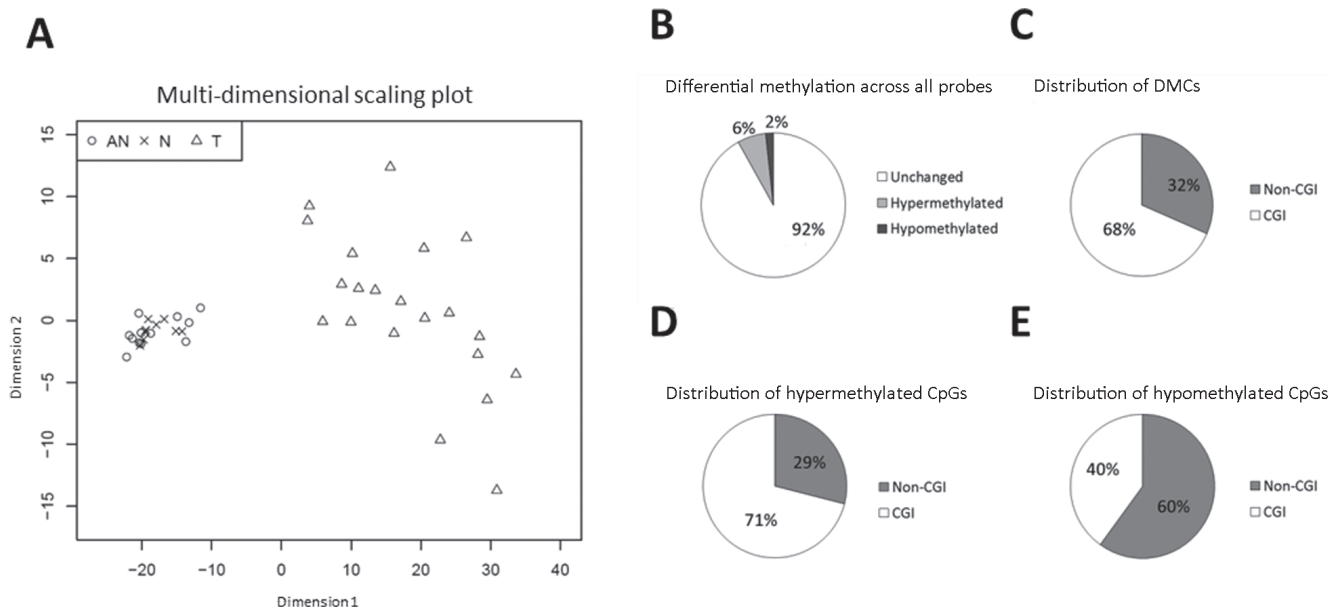 A
Multi-dimensional scaling plot
AN N T
15
10
5
0
−5
−10
−15
Dimension 2
−20 −10 0 10 20 30 40
Dimension1
B
Differential methylation across all probes
6% 2%
92%
Unchanged
Hypermethylated
Hypomethylated
C
Distribution of DMCs
32%
68%
Non-CGI
CGI
D
Distribution of hypermethylated CpGs
29%
71%
Non-CGI
CGI
E
Distribution of hypomethylated CpGs
40%
60%
Non-CGI
CGI